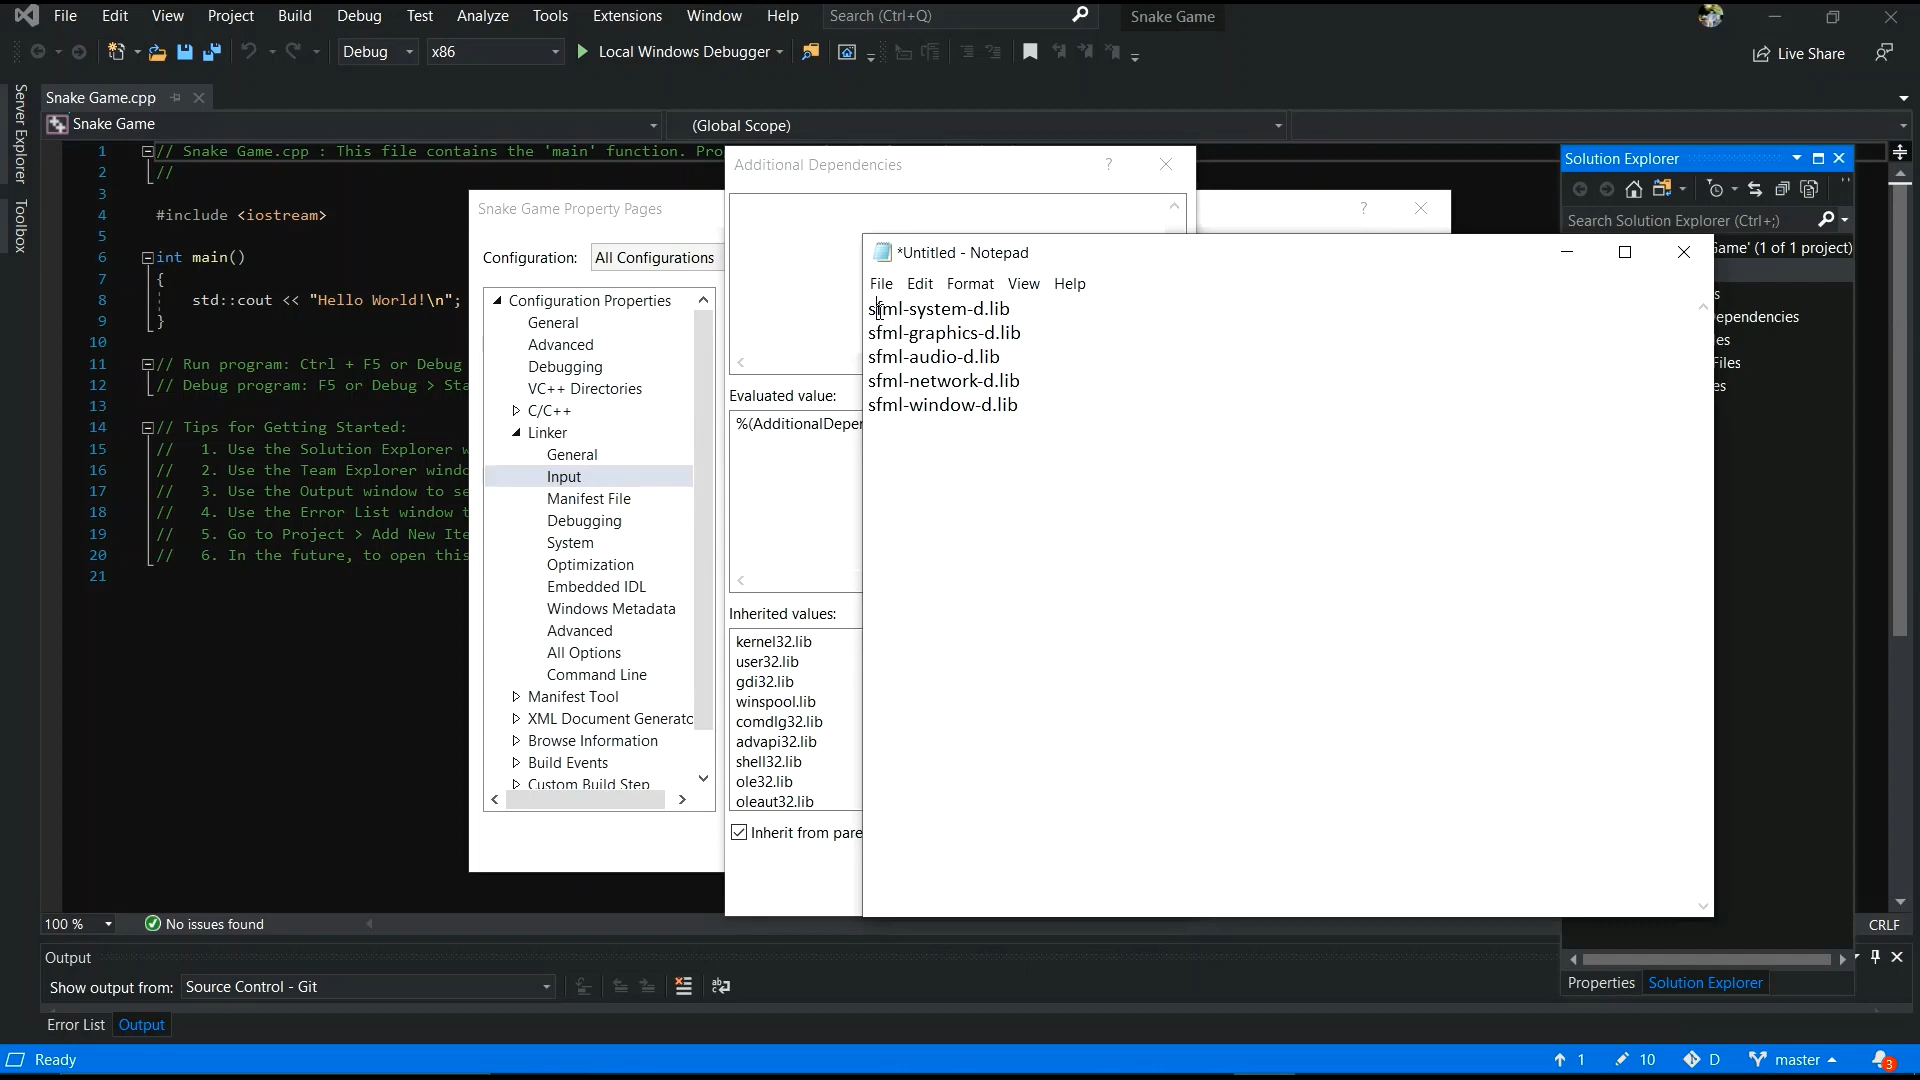 File Edit View Project Build Debug Test Analyze Tools Extensions Window Help Search (Ctrl+Q) Snake Game
Debug x86 Local Windows Debugger Live Share
Server Explorer
Toolbox
Snake Game.cpp
Snake Game (Global Scope)
1 // Snake Game.cpp : This file contains the 'main' function. Pro
2 //
3
4 #include <iostream>
5
6 int main()
7 {
8 std::cout << "Hello World!\n";
9 }
10
11 // Run program: Ctrl + F5 or Debug
12 // Debug program: F5 or Debug > Sta
13
14 // Tips for Getting Started:
15 // 1. Use the Solution Explorer w
16 // 2. Use the Team Explorer windo
17 // 3. Use the Output window to se
18 // 4. Use the Error List window t
19 // 5. Go to Project > Add New Ite
20 // 6. In the future, to open this
21
Snake Game Property Pages
Configuration: All Configurations
Configuration Properties
General
Advanced
Debugging
VC++ Directories
C/C++
Linker
General
Input
Manifest File
Debugging
System
Optimization
Embedded IDL
Windows Metadata
Advanced
All Options
Command Line
Manifest Tool
XML Document Generato
Browse Information
Build Events
Custom Build Step
Additional Dependencies
Evaluated value:
%(AdditionalDepen
Inherited values:
kernel32.lib
user32.lib
gdi32.lib
winspool.lib
comdlg32.lib
advapi32.lib
shell32.lib
ole32.lib
oleaut32.lib
Inherit from pare
*Untitled - Notepad
File Edit Format View Help
sfml-system-d.lib
sfml-graphics-d.lib
sfml-audio-d.lib
sfml-network-d.lib
sfml-window-d.lib
Solution Explorer
Search Solution Explorer (Ctrl+;)
Game' (1 of 1 project)
s
ependencies
les
Files
es
Properties Solution Explorer
100 % No issues found CRLF
Output
Show output from: Source Control - Git
Error List Output
Ready 1 10 D master 3